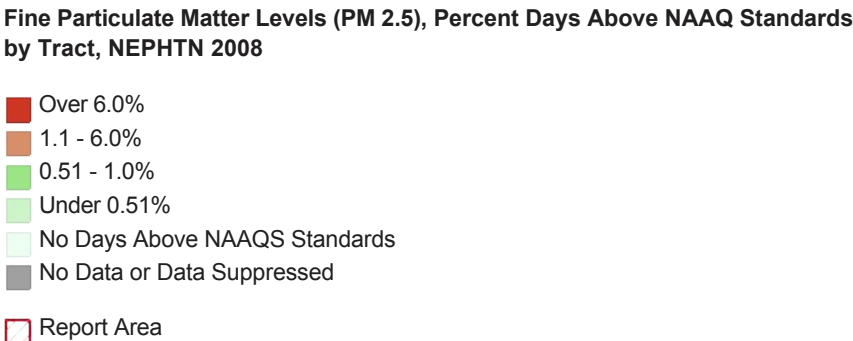 Fine Particulate Matter Levels (PM 2.5), Percent Days Above NAAQ Standards
by Tract, NEPHTN 2008
Over 6.0%
1.1 - 6.0%
0.51 - 1.0%
Under 0.51%
No Days Above NAAQS Standards
No Data or Data Suppressed
Report Area